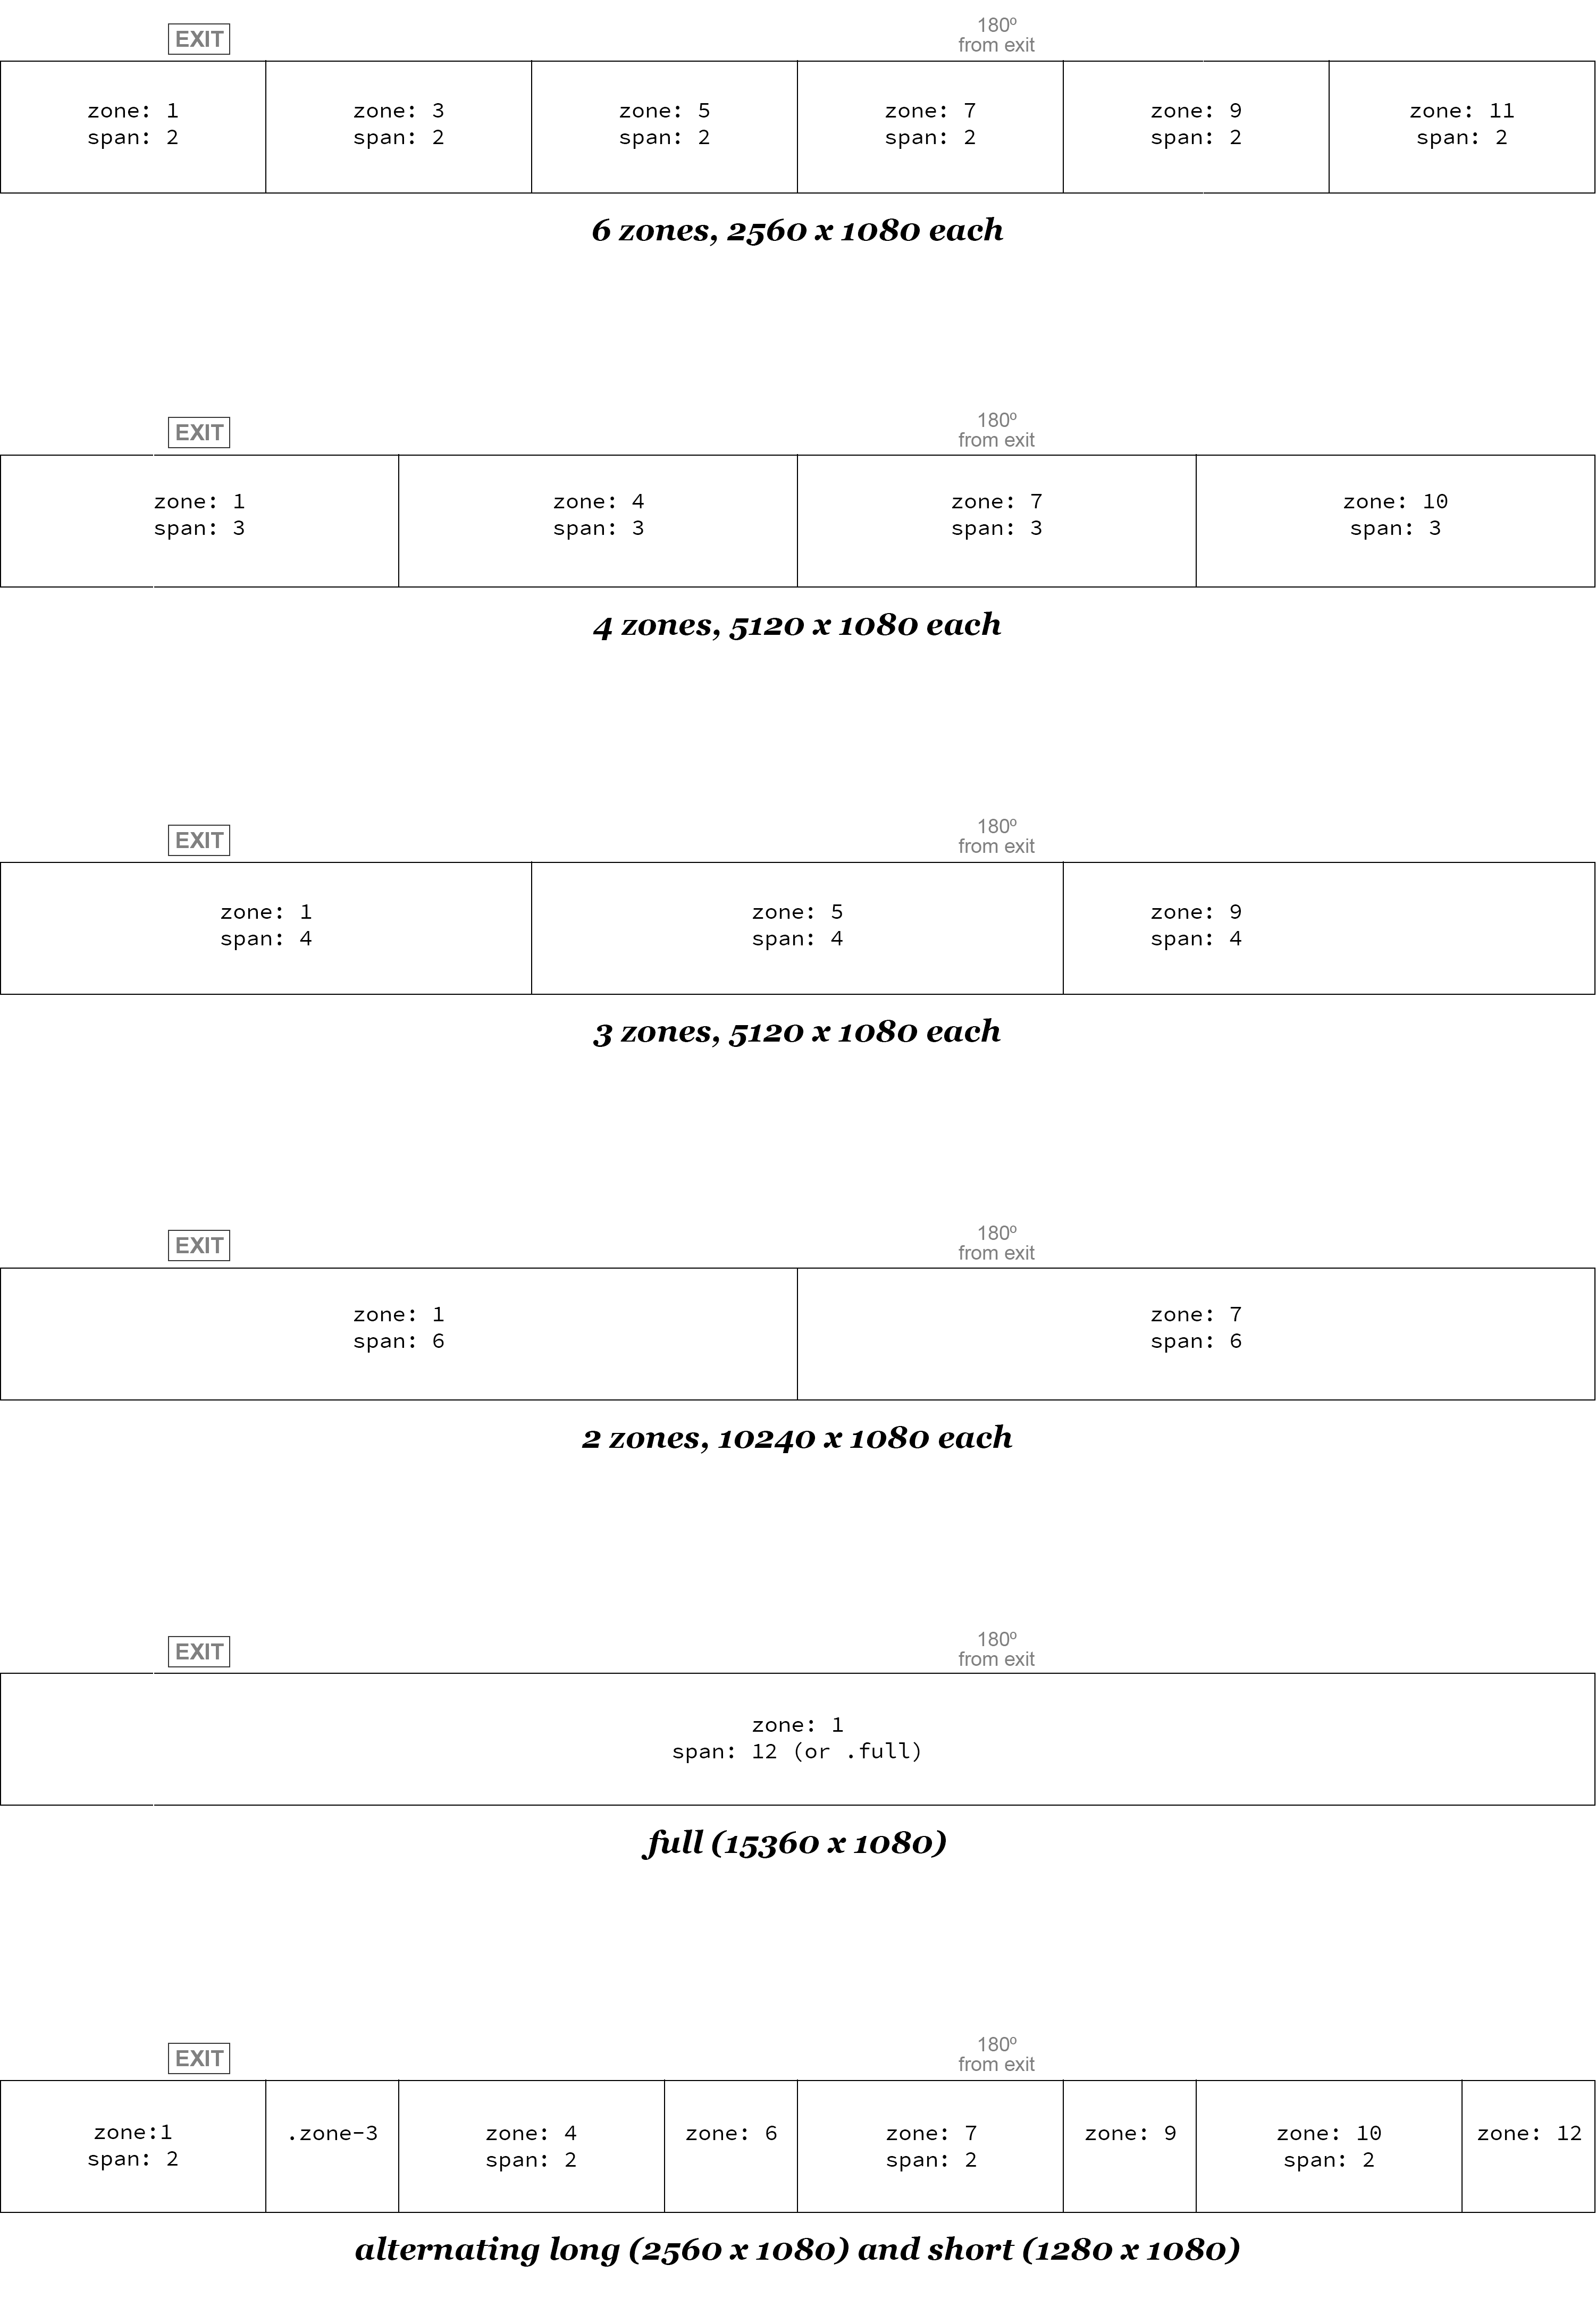 EXIT
180º
from exit
zone: 1
span: 2
zone: 3
span: 2
zone: 5
span: 2
zone: 7
span: 2
zone: 9
span: 2
zone: 11
span: 2
6 zones, 2560 x 1080 each
EXIT
180º
from exit
zone: 1
span: 3
zone: 4
span: 3
zone: 7
span: 3
zone: 10
span: 3
4 zones, 5120 x 1080 each
EXIT
180º
from exit
zone: 1
span: 4
zone: 5
span: 4
zone: 9
span: 4
3 zones, 5120 x 1080 each
EXIT
180º
from exit
zone: 1
span: 6
zone: 7
span: 6
2 zones, 10240 x 1080 each
EXIT
180º
from exit
zone: 1
span: 12 (or .full)
full (15360 x 1080)
EXIT
180º
from exit
zone:1
span: 2
.zone-3
zone: 4
span: 2
zone: 6
zone: 7
span: 2
zone: 9
zone: 10
span: 2
zone: 12
alternating long (2560 x 1080) and short (1280 x 1080)